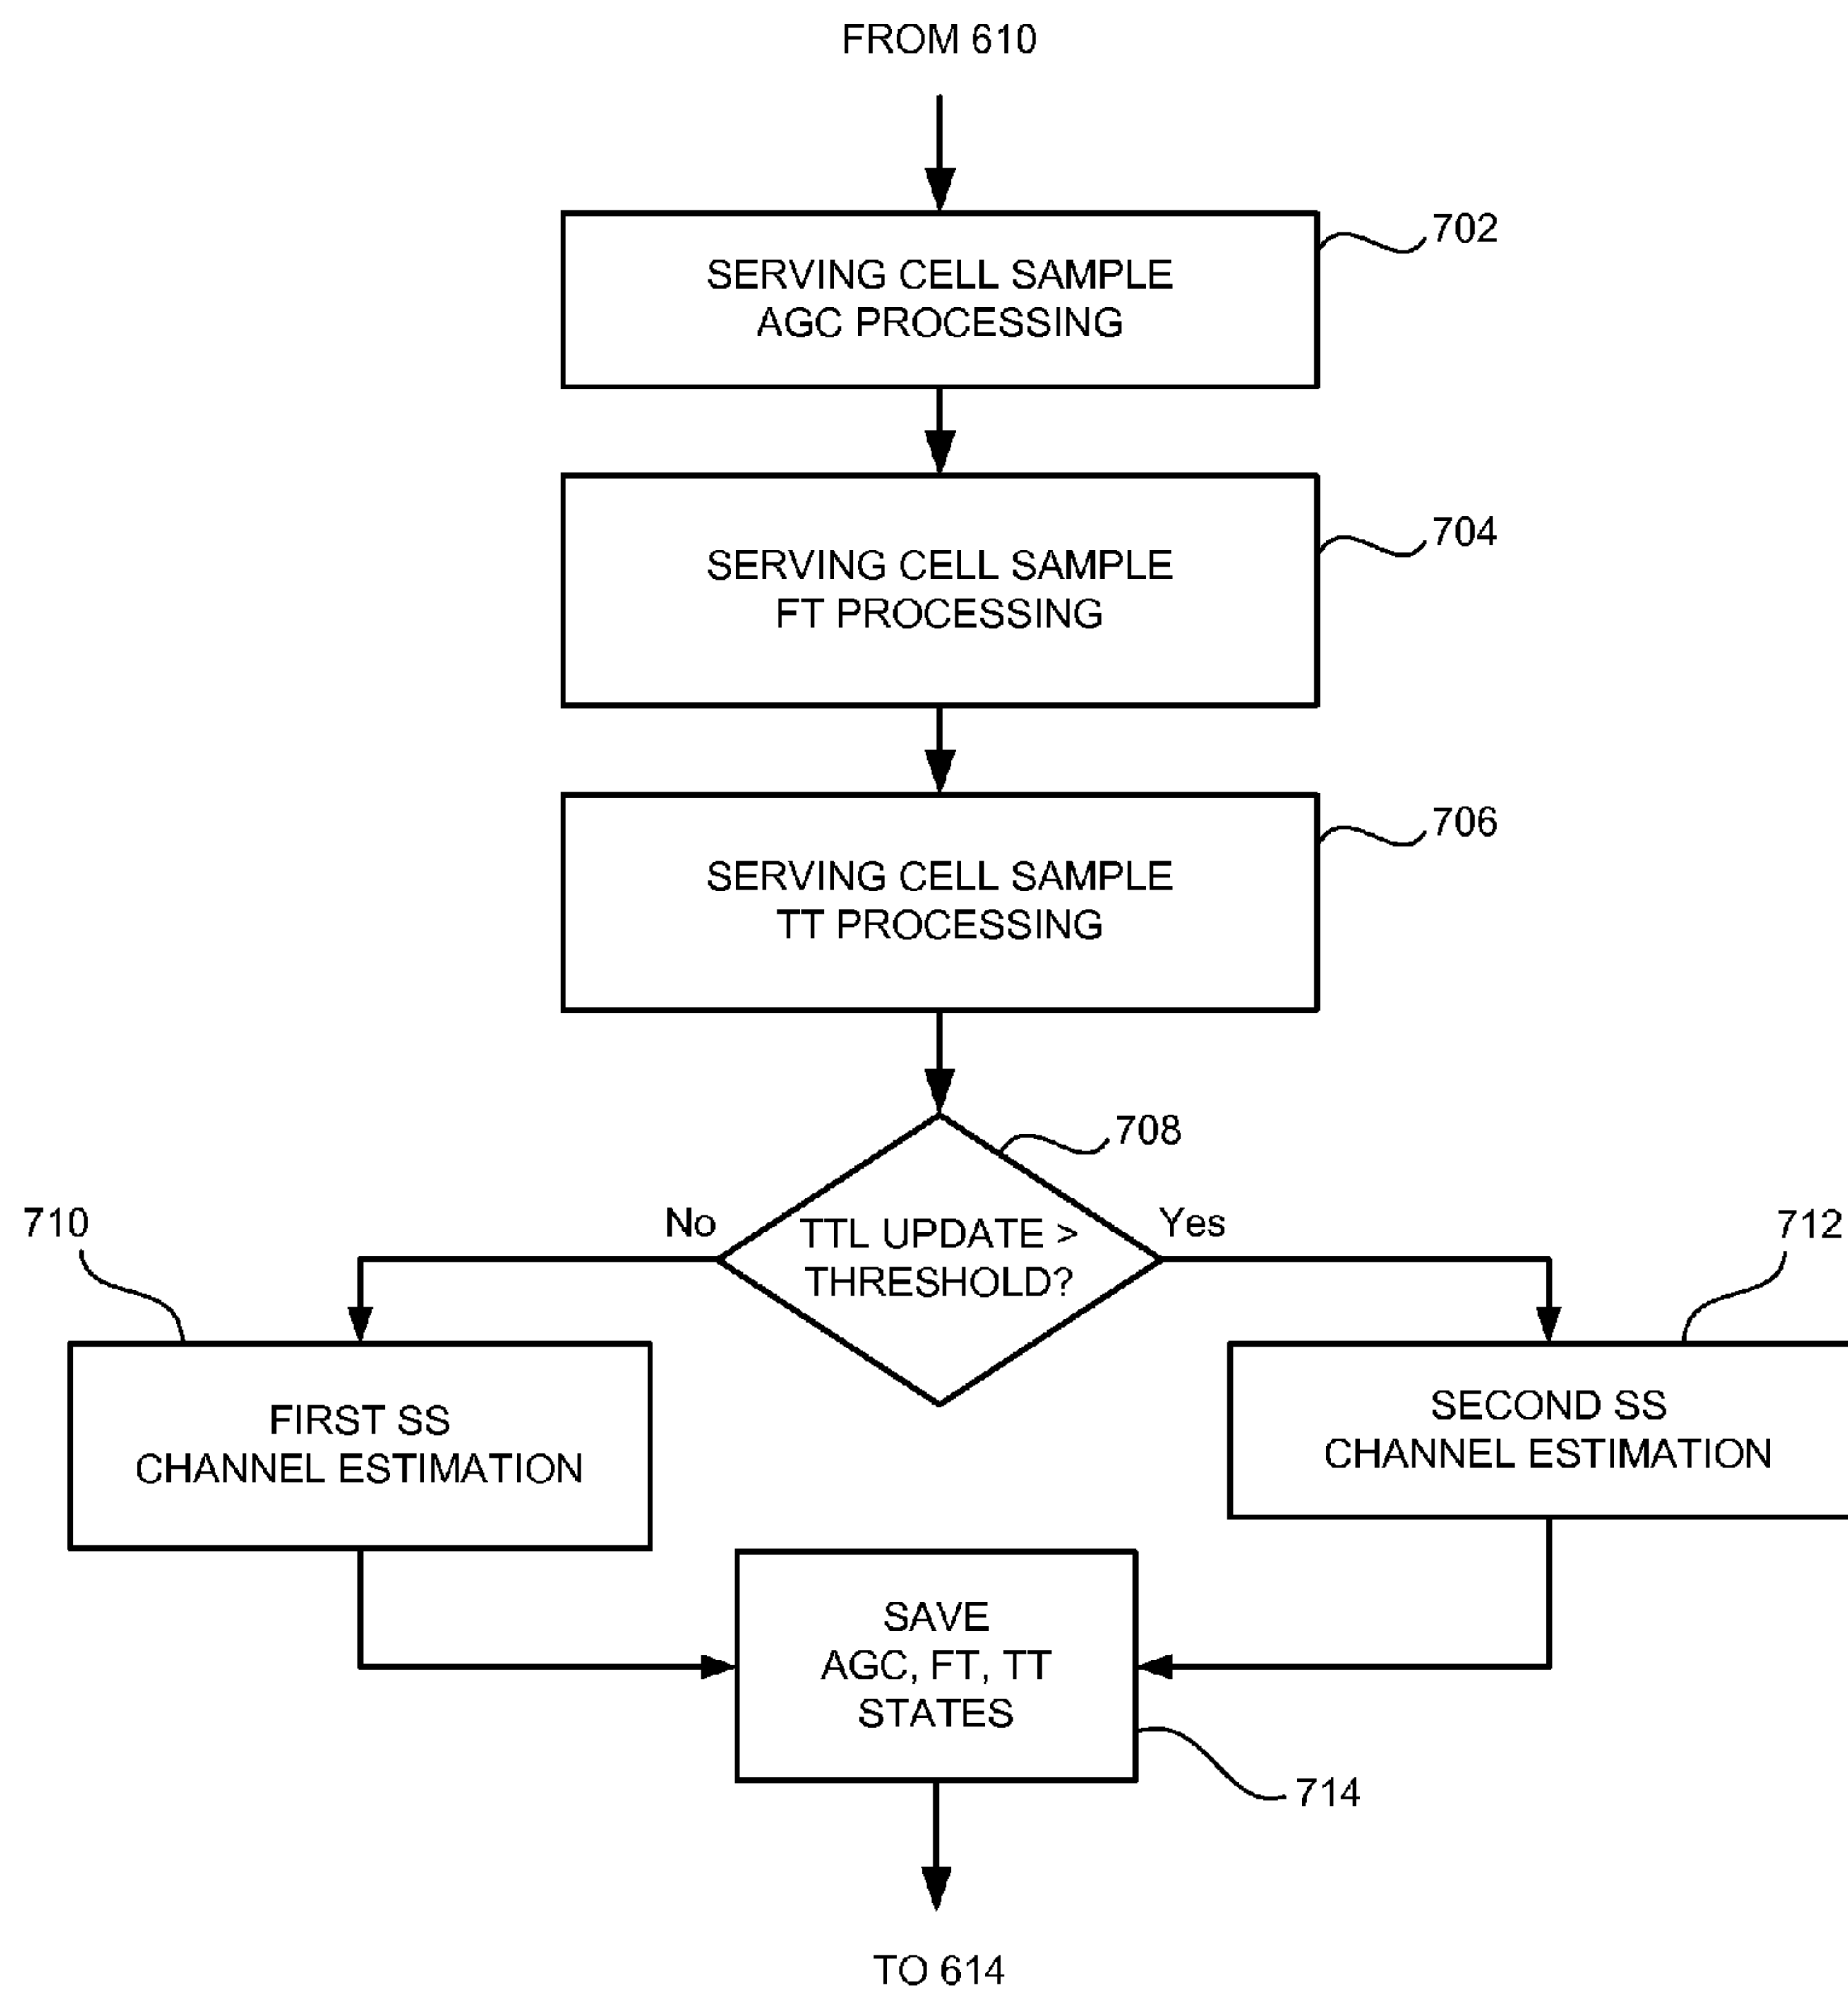 FROM 610
702
SERVING CELL SAMPLE
AGC PROCESSING
704
SERVING CELL SAMPLE
FT PROCESSING
706
SERVING CELL SAMPLE
TT PROCESSING
708
No
TTL UPDATE >
THRESHOLD?
Yes
710
712
FIRST SS
CHANNEL ESTIMATION
SECOND SS
CHANNEL ESTIMATION
SAVE
AGC, FT, TT
STATES
714
TO 614